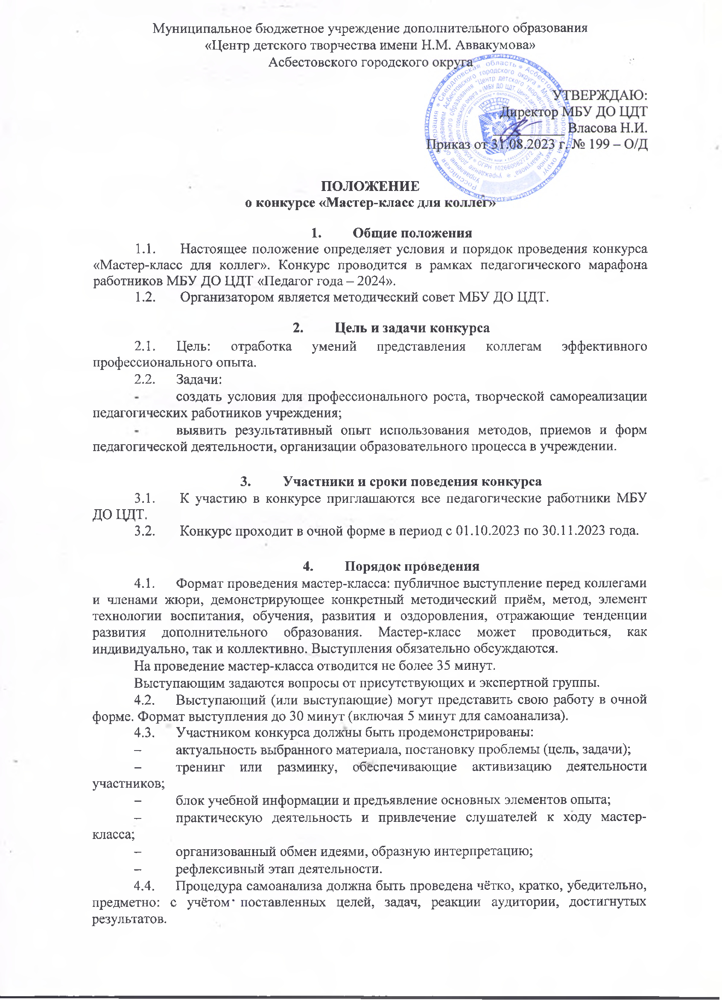 Муниципальное бюджетное учреждение дополнительного образования
«Центр детского творчества имени Н.М. Аввакумова»
Асбестовского городского округа
УТВЕРЖДАЮ:
Директор МБУ ДО ЦДТ
Власова Н.И.
Приказ от 31.08.2023 г. № 199 – О/Д
ОГРН 1026600627272
ПОЛОЖЕНИЕ
о конкурсе «Мастер-класс для коллег»
1. Общие положения
1.1. Настоящее положение определяет условия и порядок проведения конкурса
«Мастер-класс для коллег». Конкурс проводится в рамках педагогического марафона
работников МБУ ДО ЦДТ «Педагог года – 2024».
1.2. Организатором является методический совет МБУ ДО ЦДТ.
2. Цель и задачи конкурса
2.1. Цель: отработка умений представления коллегам эффективного
профессионального опыта.
2.2. Задачи:
- создать условия для профессионального роста, творческой самореализации
педагогических работников учреждения;
- выявить результативный опыт использования методов, приемов и форм
педагогической деятельности, организации образовательного процесса в учреждении.
3. Участники и сроки поведения конкурса
3.1. К участию в конкурсе приглашаются все педагогические работники МБУ
ДО ЦДТ.
3.2. Конкурс проходит в очной форме в период с 01.10.2023 по 30.11.2023 года.
4. Порядок проведения
4.1. Формат проведения мастер-класса: публичное выступление перед коллегами
и членами жюри, демонстрирующее конкретный методический приём, метод, элемент
технологии воспитания, обучения, развития и оздоровления, отражающие тенденции
развития дополнительного образования. Мастер-класс может проводиться, как
индивидуально, так и коллективно. Выступления обязательно обсуждаются.
На проведение мастер-класса отводится не более 35 минут.
Выступающим задаются вопросы от присутствующих и экспертной группы.
4.2. Выступающий (или выступающие) могут представить свою работу в очной
форме. Формат выступления до 30 минут (включая 5 минут для самоанализа).
4.3. Участником конкурса должны быть продемонстрированы:
– актуальность выбранного материала, постановку проблемы (цель, задачи);
– тренинг или разминку, обеспечивающие активизацию деятельности
участников;
– блок учебной информации и предъявление основных элементов опыта;
– практическую деятельность и привлечение слушателей к ходу мастер-
класса;
– организованный обмен идеями, образную интерпретацию;
– рефлексивный этап деятельности.
4.4. Процедура самоанализа должна быть проведена чётко, кратко, убедительно,
предметно: с учётом поставленных целей, задач, реакции аудитории, достигнутых
результатов.